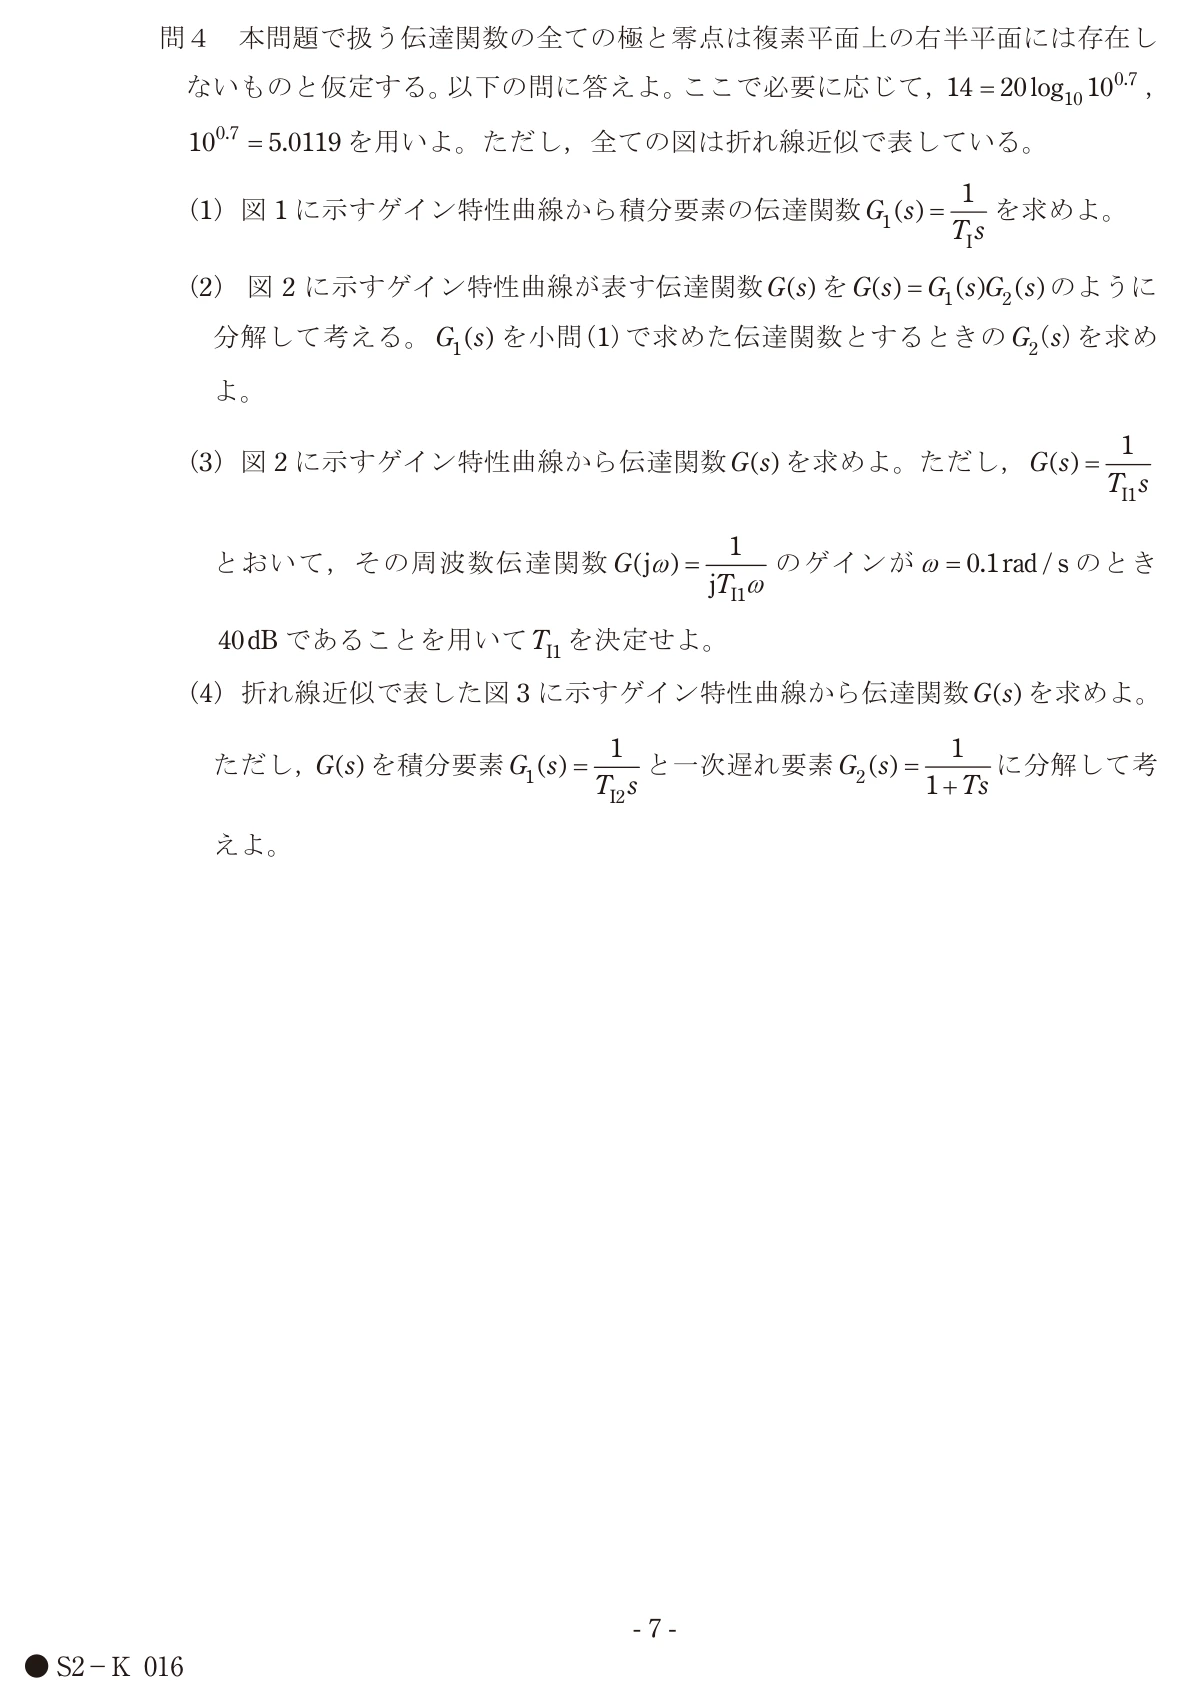 問４　本問題で扱う伝達関数の全ての極と零点は複素平面上の右半平面には存在し
ないものと仮定する。以下の問に答えよ。ここで必要に応じて，14 = 20 log₁₀ 10^0.7，
10^0.7 = 5.0119 を用いよ。ただし，全ての図は折れ線近似で表している。
(1) 図 1 に示すゲイン特性曲線から積分要素の伝達関数 G₁(s) = 1/(T_I s) を求めよ。
(2) 図 2 に示すゲイン特性曲線が表す伝達関数 G(s) を G(s) = G₁(s)G₂(s) のように
分解して考える。G₁(s) を小問(1)で求めた伝達関数とするときの G₂(s) を求め
よ。
(3) 図 2 に示すゲイン特性曲線から伝達関数 G(s) を求めよ。ただし，G(s) = 1/(T_I1 s)
とおいて，その周波数伝達関数 G(jω) = 1/(jT_I1 ω) のゲインが ω = 0.1 rad / s のとき
40 dB であることを用いて T_I1 を決定せよ。
(4) 折れ線近似で表した図 3 に示すゲイン特性曲線から伝達関数 G(s) を求めよ。
ただし，G(s) を積分要素 G₁(s) = 1/(T_I2 s) と一次遅れ要素 G₂(s) = 1/(1 + Ts) に分解して考
えよ。
- 7 -
● S2－K 016